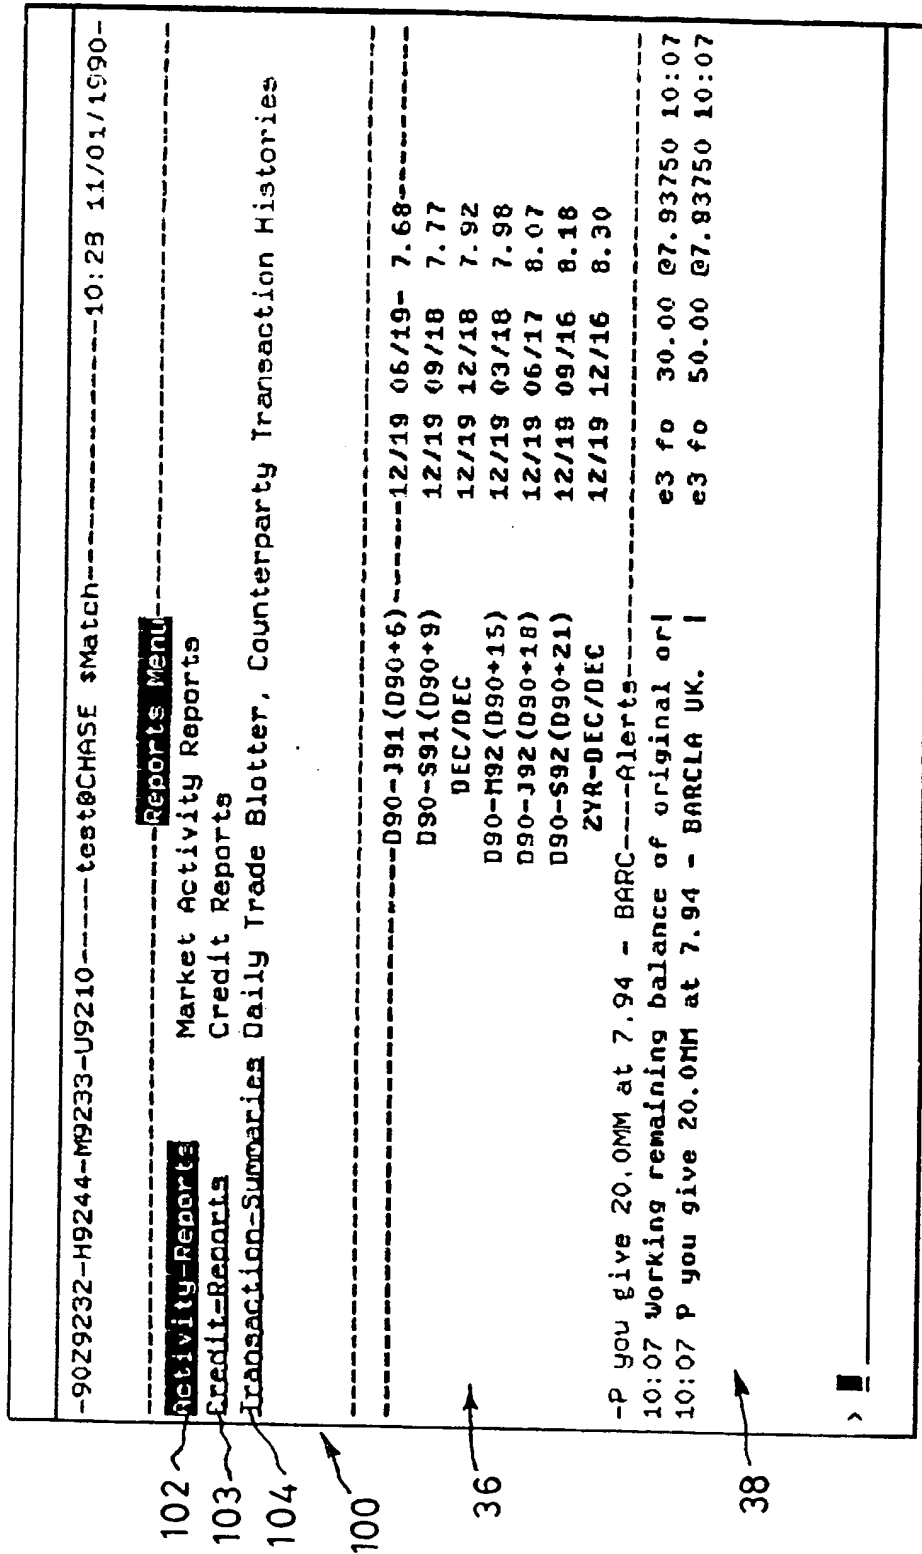 -90Z9232-H9244-M9233-U9210----test@CHASE $Match-------------10:28 11/01/1990-
----------------------------------Reports Menu----------------------------------
Activity-Reports Market Activity Reports
Credit-Reports Credit Reports
Transaction-Summaries Daily Trade Blotter, Counterparty Transaction Histories
--------------------------------------------------------------------------------
---------------------------------D90-J91(D90+6)-----12/19 06/19- 7.68-----------
D90-S91(D90+9) 12/19 09/18 7.77
DEC/DEC 12/19 12/18 7.92
D90-M92(D90+15) 12/19 03/18 7.98
D90-J92(D90+18) 12/19 06/17 8.07
D90-S92(D90+21) 12/19 09/16 8.18
2YR-DEC/DEC 12/19 12/16 8.30
-P you give 20.0MM at 7.94 - BARC----Alerts-------------------------------------
10:07 Working remaining balance of original or| e3 fo 30.00 @7.93750 10:07
10:07 P you give 20.0MM at 7.94 - BARCLA UK. | e3 fo 50.00 @7.93750 10:07
>
102
103
104
100
36
38